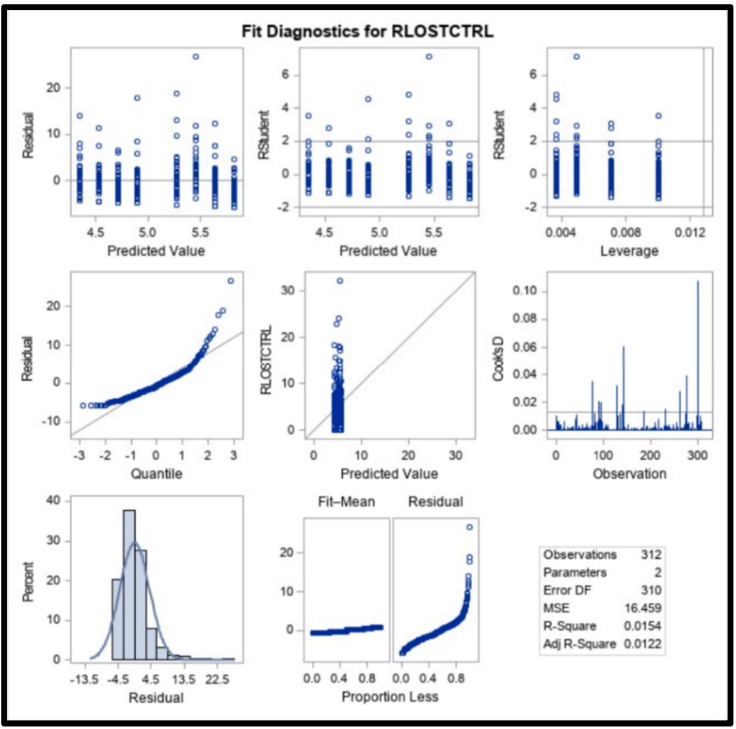 Fit Diagnostics for RLOSTCTRL
Residual
20
10
0
4.5 5.0 5.5
Predicted Value
RStudent
6
4
2
0
-2
4.5 5.0 5.5
Predicted Value
RStudent
6
4
2
0
-2
0.004 0.008 0.012
Leverage
Residual
20
10
0
-10
-3 -2 -1 0 1 2 3
Quantile
RLOSTCTRL
30
20
10
0
0 10 20 30
Predicted Value
Cook's D
0.10
0.08
0.06
0.04
0.02
0.00
0 100 200 300
Observation
Percent
40
30
20
10
0
-13.5 -4.5 4.5 13.5 22.5
Residual
Fit–Mean Residual
20
10
0
0.0 0.4 0.8 0.0 0.4 0.8
Proportion Less
Observations 312
Parameters 2
Error DF 310
MSE 16.459
R-Square 0.0154
Adj R-Square 0.0122